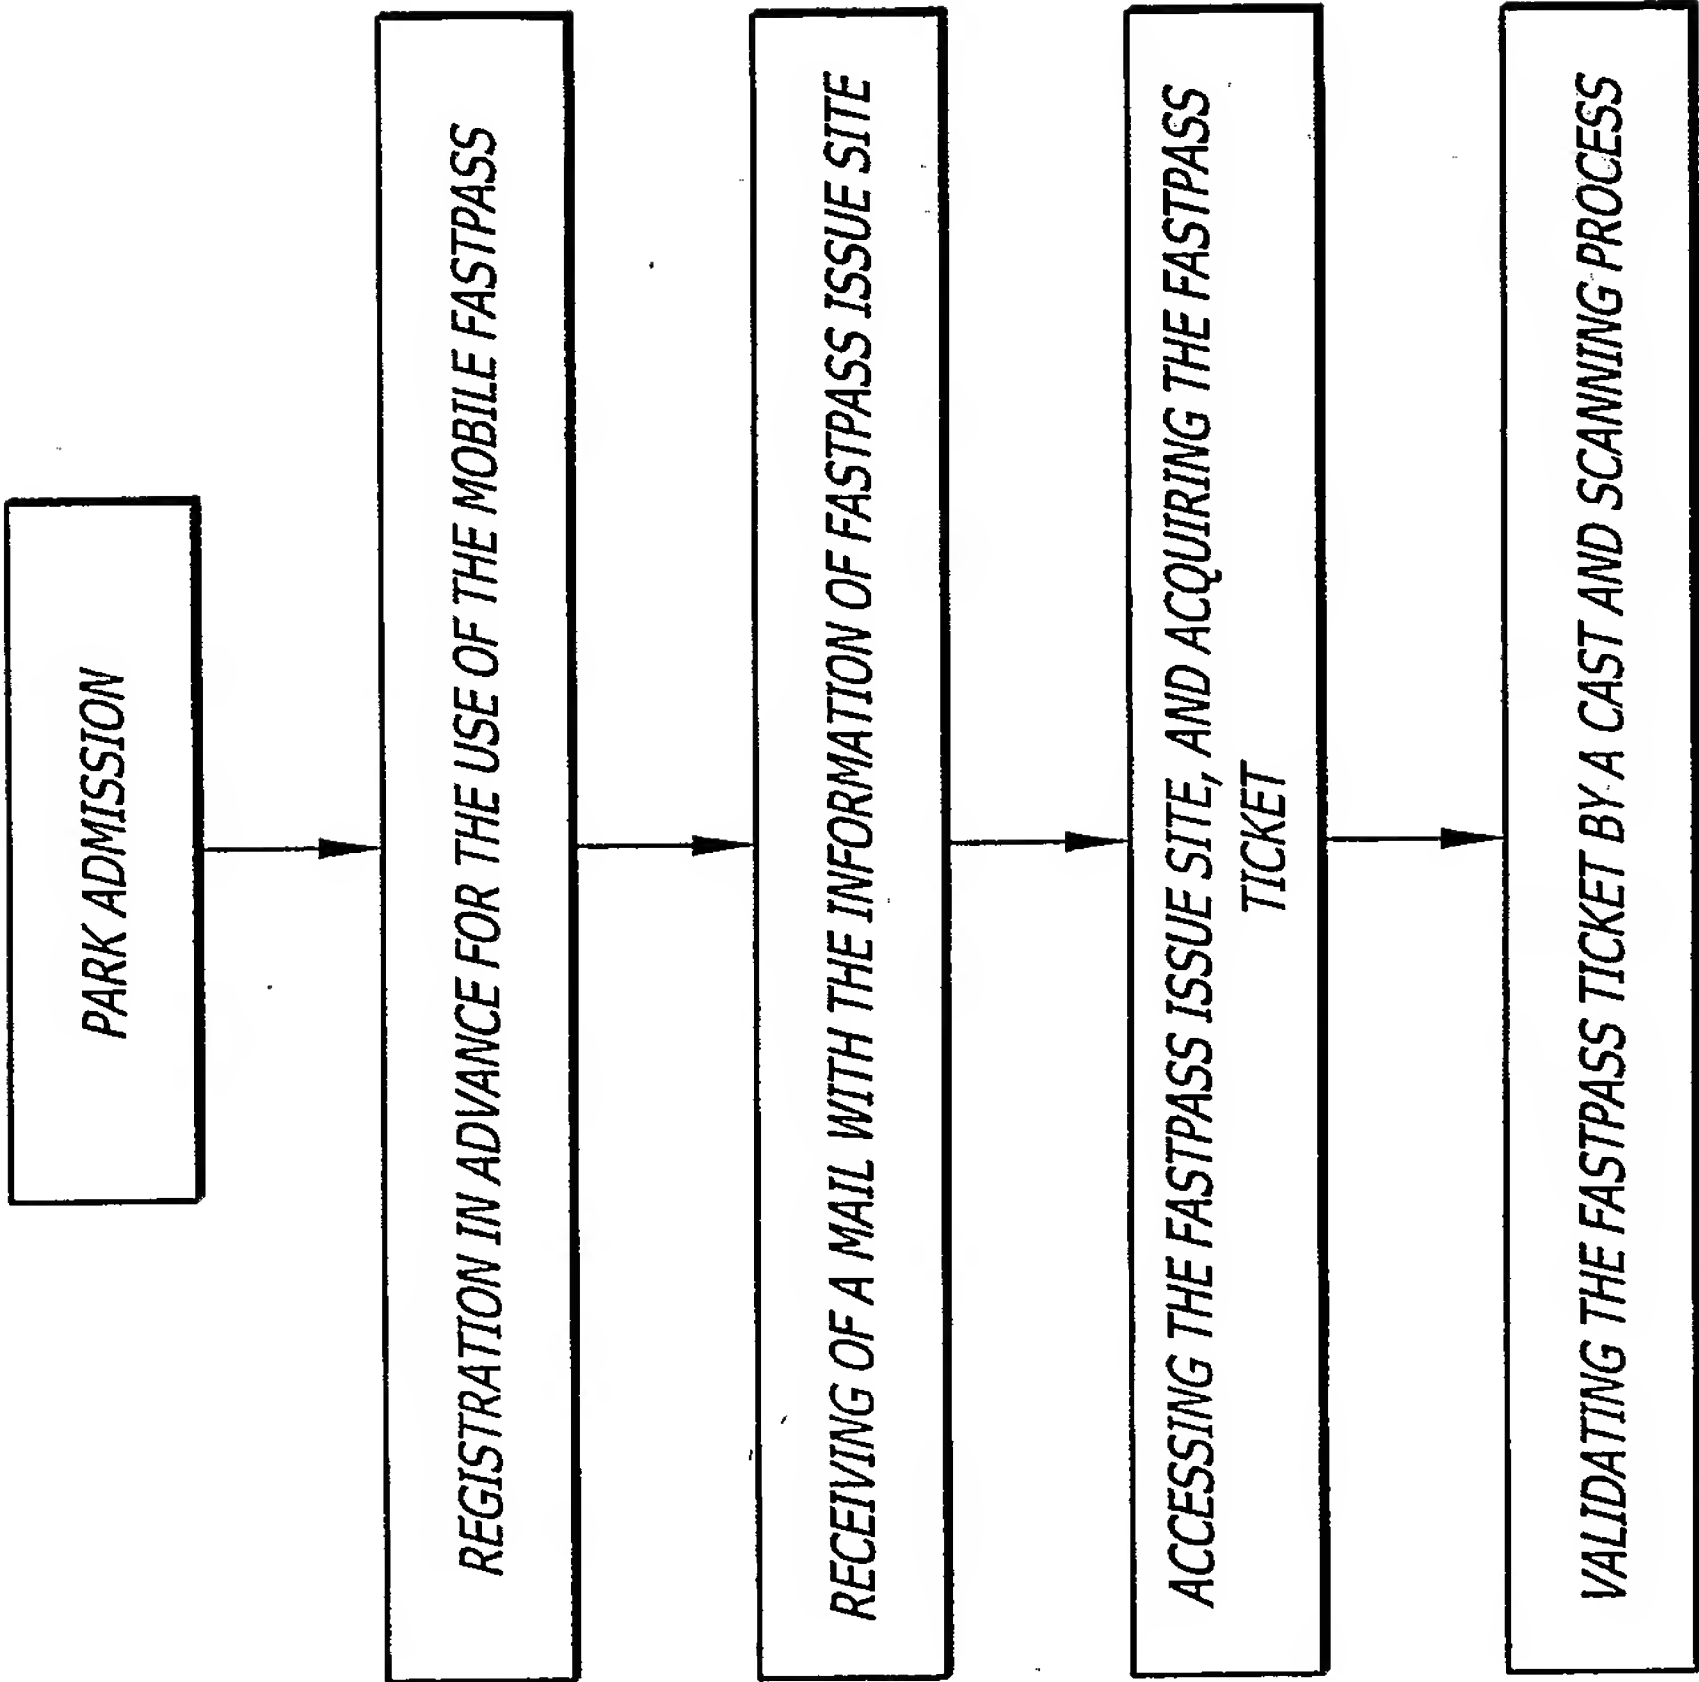 PARK ADMISSION
REGISTRATION IN ADVANCE FOR THE USE OF THE MOBILE FASTPASS
RECEIVING OF A MAIL WITH THE INFORMATION OF FASTPASS ISSUE SITE
ACCESSING THE FASTPASS ISSUE SITE, AND ACQUIRING THE FASTPASS
TICKET
VALIDATING THE FASTPASS TICKET BY A CAST AND SCANNING PROCESS